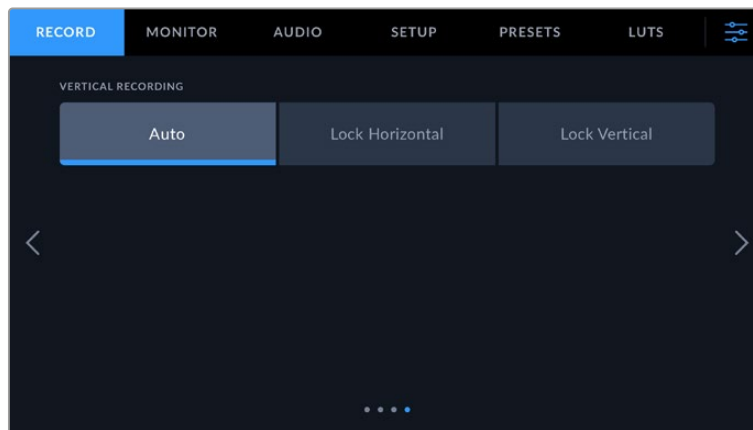 RECORD MONITOR AUDIO SETUP PRESETS LUTS
VERTICAL RECORDING
Auto Lock Horizontal Lock Vertical